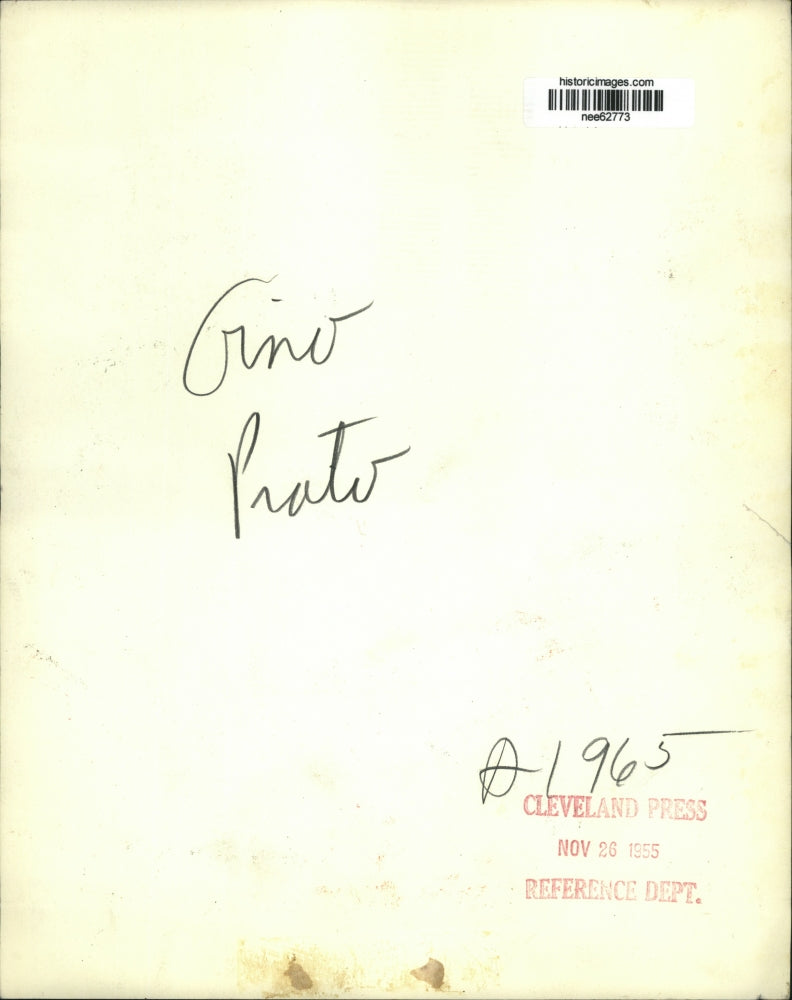 historicimages.com
nee62773
Gino
Prato
A 1965
CLEVELAND PRESS
NOV 26 1955
REFERENCE DEPT.